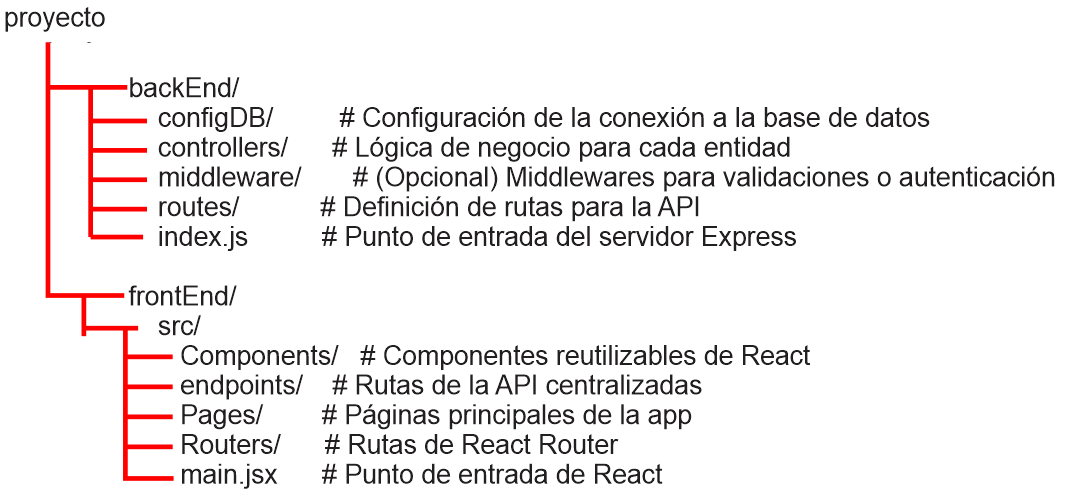 proyecto
backEnd/
configDB/ # Configuración de la conexión a la base de datos
controllers/ # Lógica de negocio para cada entidad
middleware/ # (Opcional) Middlewares para validaciones o autenticación
routes/ # Definición de rutas para la API
index.js # Punto de entrada del servidor Express
frontEnd/
src/
Components/ # Componentes reutilizables de React
endpoints/ # Rutas de la API centralizadas
Pages/ # Páginas principales de la app
Routers/ # Rutas de React Router
main.jsx # Punto de entrada de React